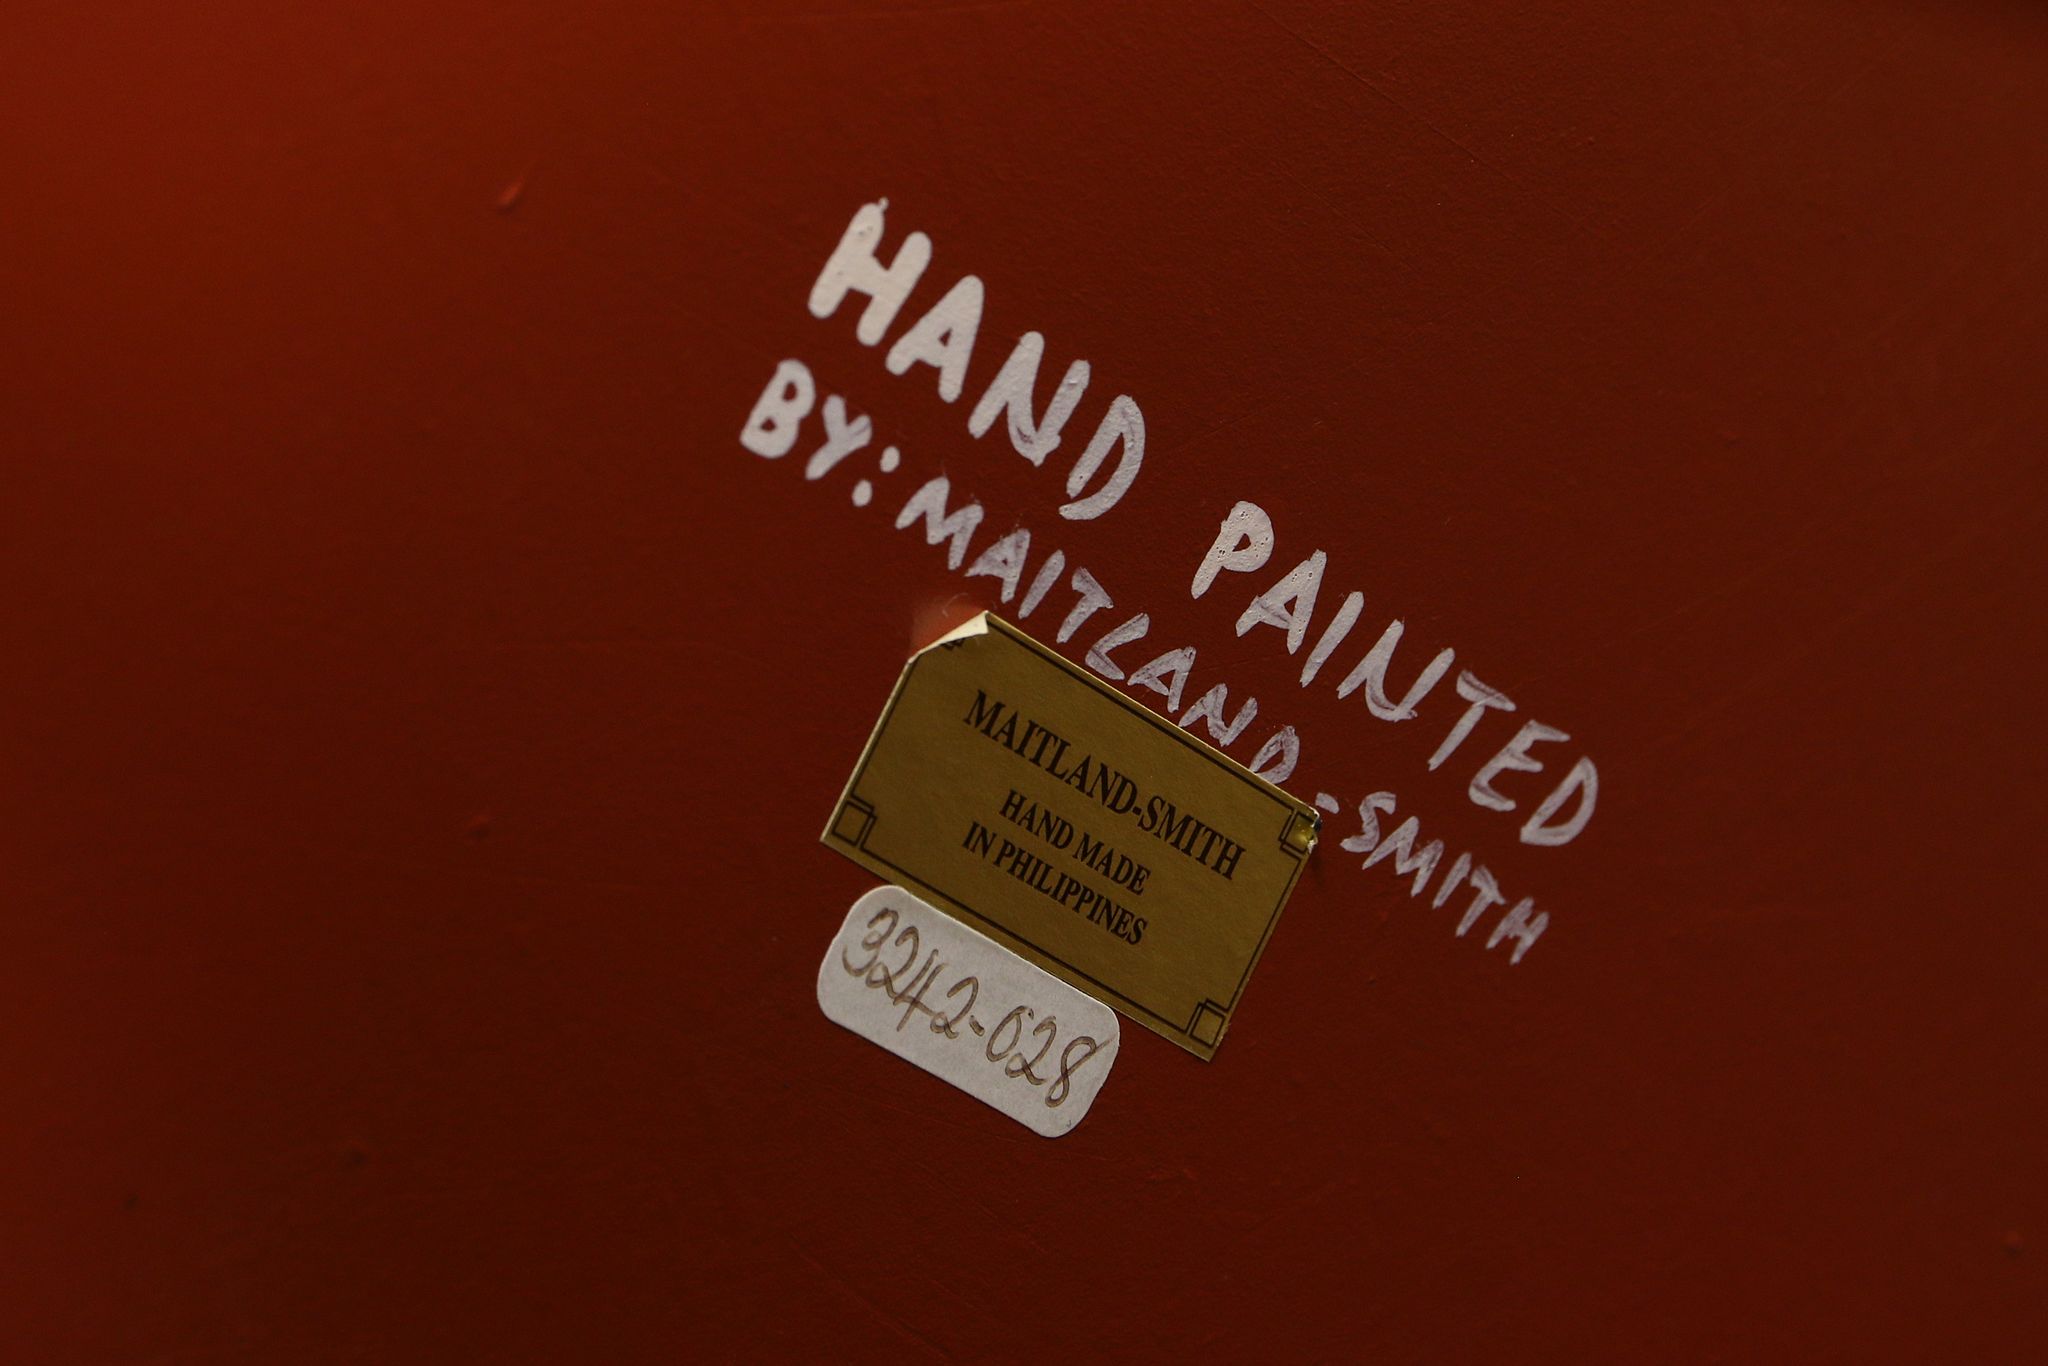 HAND PAINTED
BY: MAITLAND-SMITH
MAITLAND-SMITH
HAND MADE
IN PHILIPPINES
3242-028